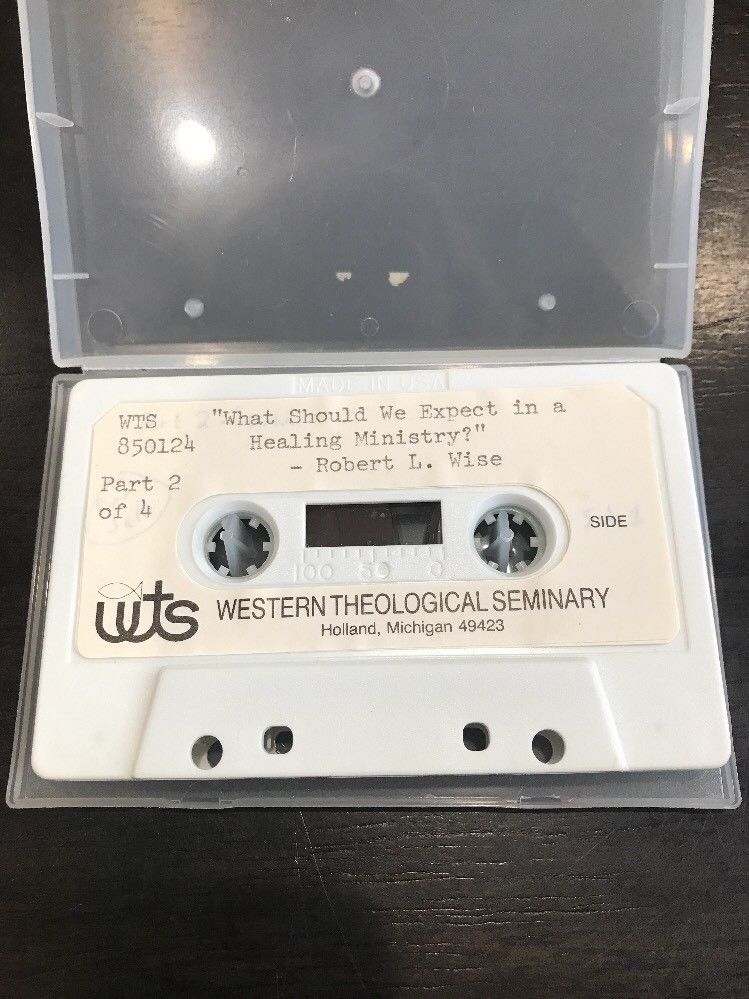 MADE IN USA
WTS "What Should We Expect in a
850124 Healing Ministry?"
- Robert L. Wise
Part 2
of 4
SIDE
100 50 0
wts WESTERN THEOLOGICAL SEMINARY
Holland, Michigan 49423